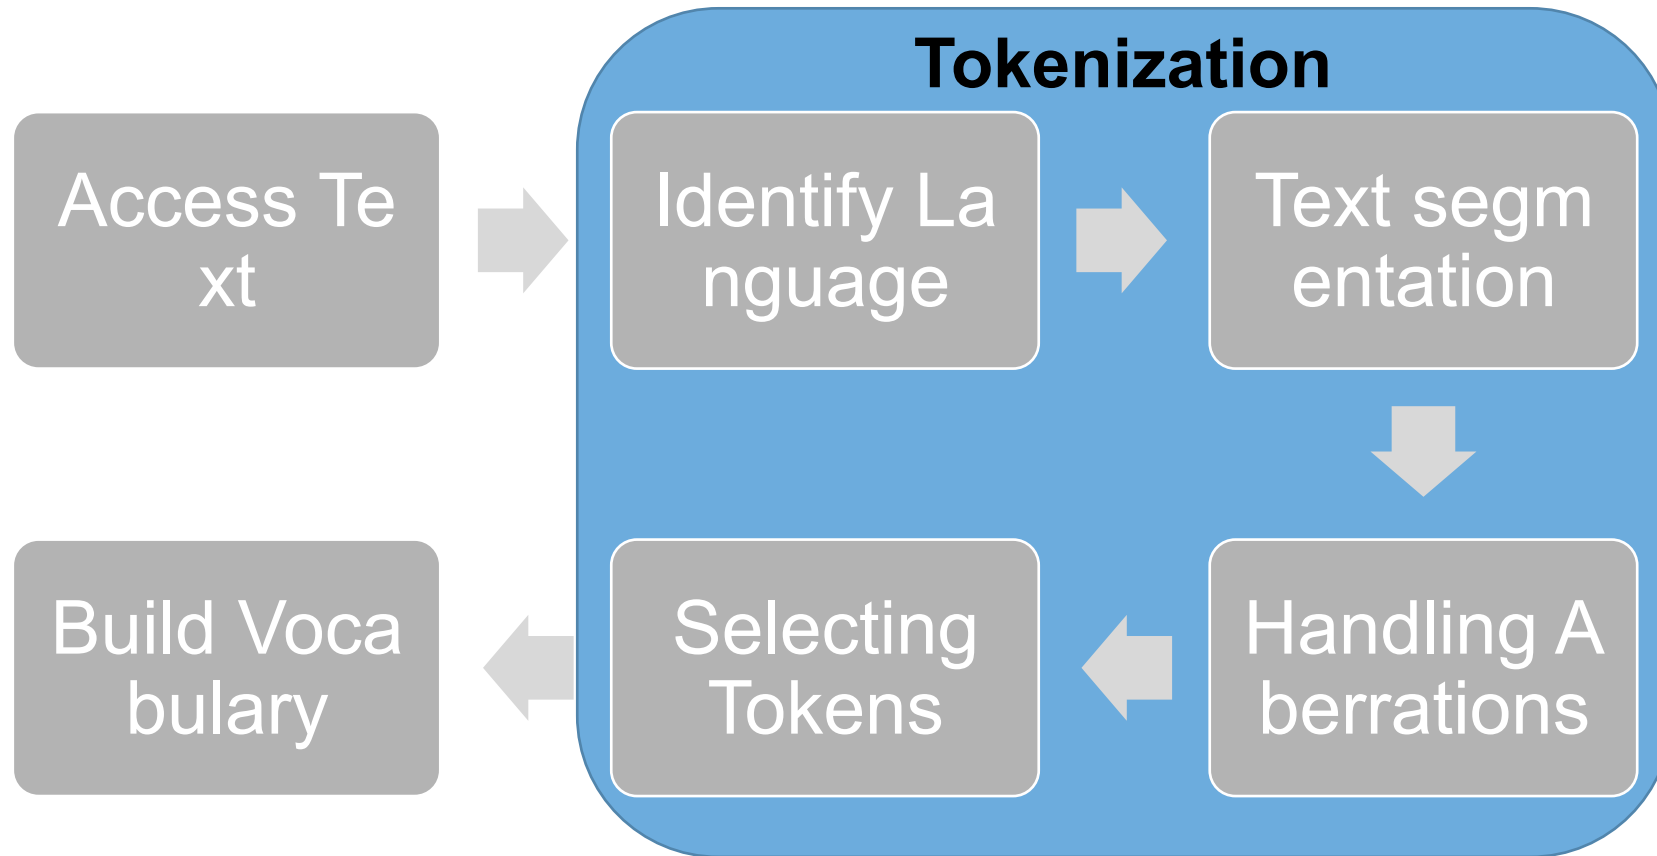 Tokenization
Access Te
xt
Identify La
nguage
Text segm
entation
Handling A
berrations
Selecting
Tokens
Build Voca
bulary